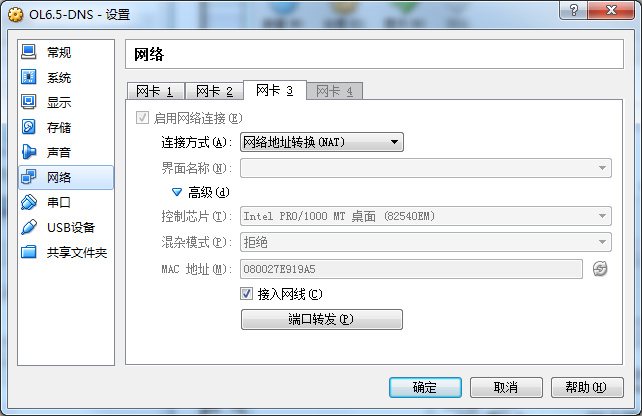 OL6.5-DNS - 设置
常规
系统
显示
存储
声音
网络
串口
USB设备
共享文件夹
网络
网卡 1 网卡 2 网卡 3 网卡 4
启用网络连接(E)
连接方式(A): 网络地址转换(NAT)
界面名称(N):
高级(d)
控制芯片(T): Intel PRO/1000 MT 桌面 (82540EM)
混杂模式(P): 拒绝
MAC 地址(M): 080027E919A5
接入网线(C)
端口转发(P)
确定 取消 帮助(H)